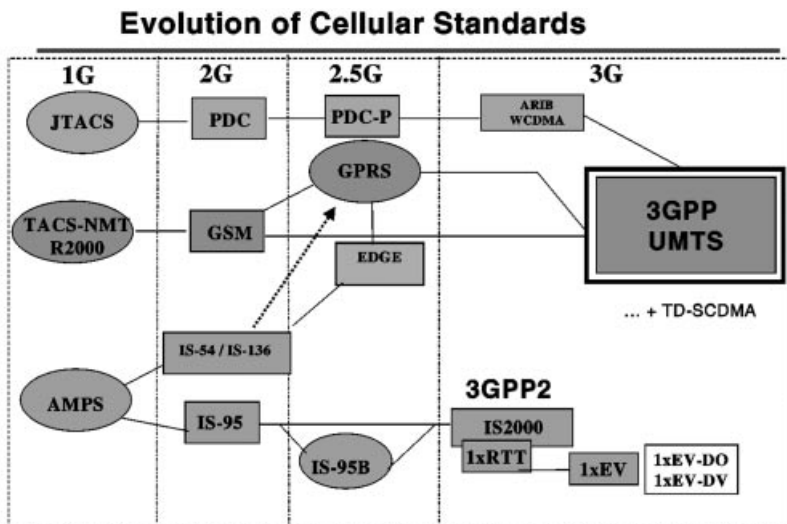 Evolution of Cellular Standards
1G
2G
2.5G
3G
JTACS
PDC
PDC-P
ARIB
WCDMA
GPRS
TACS-NMT
R2000
GSM
EDGE
3GPP
UMTS
... + TD-SCDMA
IS-54 / IS-136
AMPS
IS-95
IS-95B
3GPP2
IS2000
1xRTT
1xEV
1xEV-DO
1xEV-DV